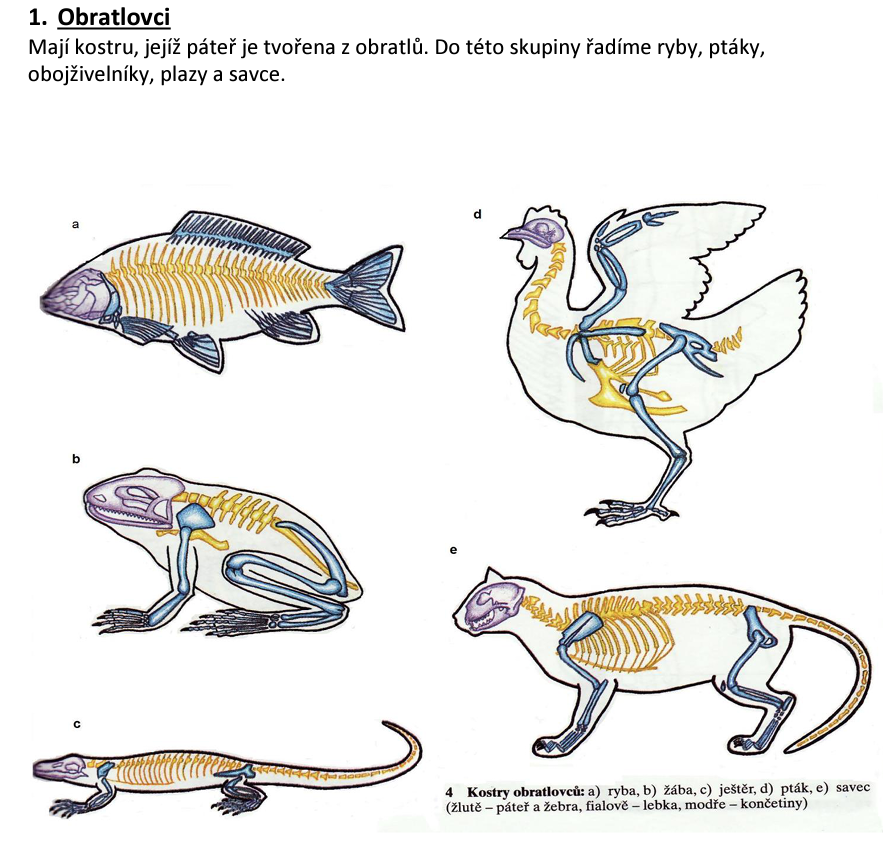 1. Obratlovci
Mají kostru, jejíž páteř je tvořena z obratlů. Do této skupiny řadíme ryby, ptáky,
obojživelníky, plazy a savce.
a
d
b
e
c
4 Kostry obratlovců: a) ryba, b) žába, c) ještěr, d) pták, e) savec
(žlutě – páteř a žebra, fialově – lebka, modře – končetiny)